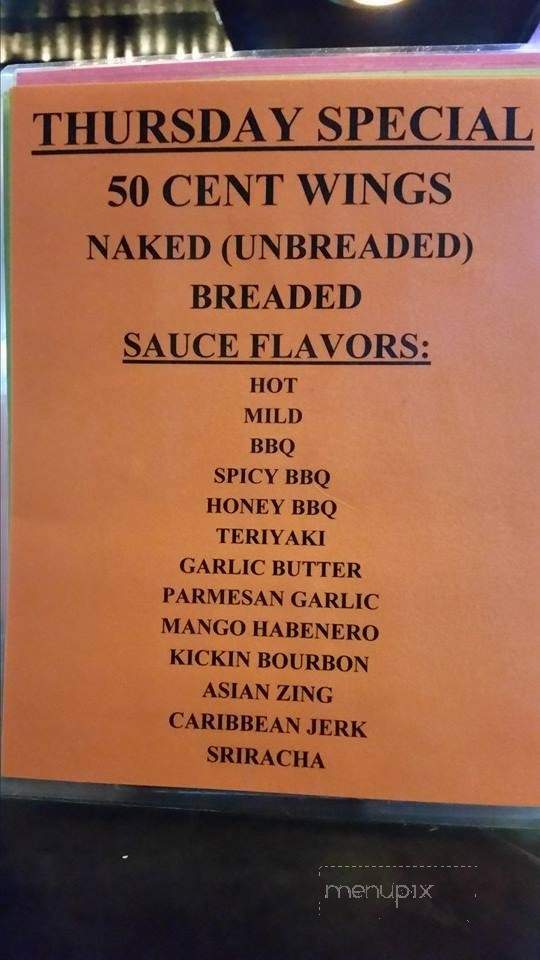 THURSDAY SPECIAL
50 CENT WINGS
NAKED (UNBREADED)
BREADED
SAUCE FLAVORS:
HOT
MILD
BBQ
SPICY BBQ
HONEY BBQ
TERIYAKI
GARLIC BUTTER
PARMESAN GARLIC
MANGO HABENERO
KICKIN BOURBON
ASIAN ZING
CARIBBEAN JERK
SRIRACHA
menupix